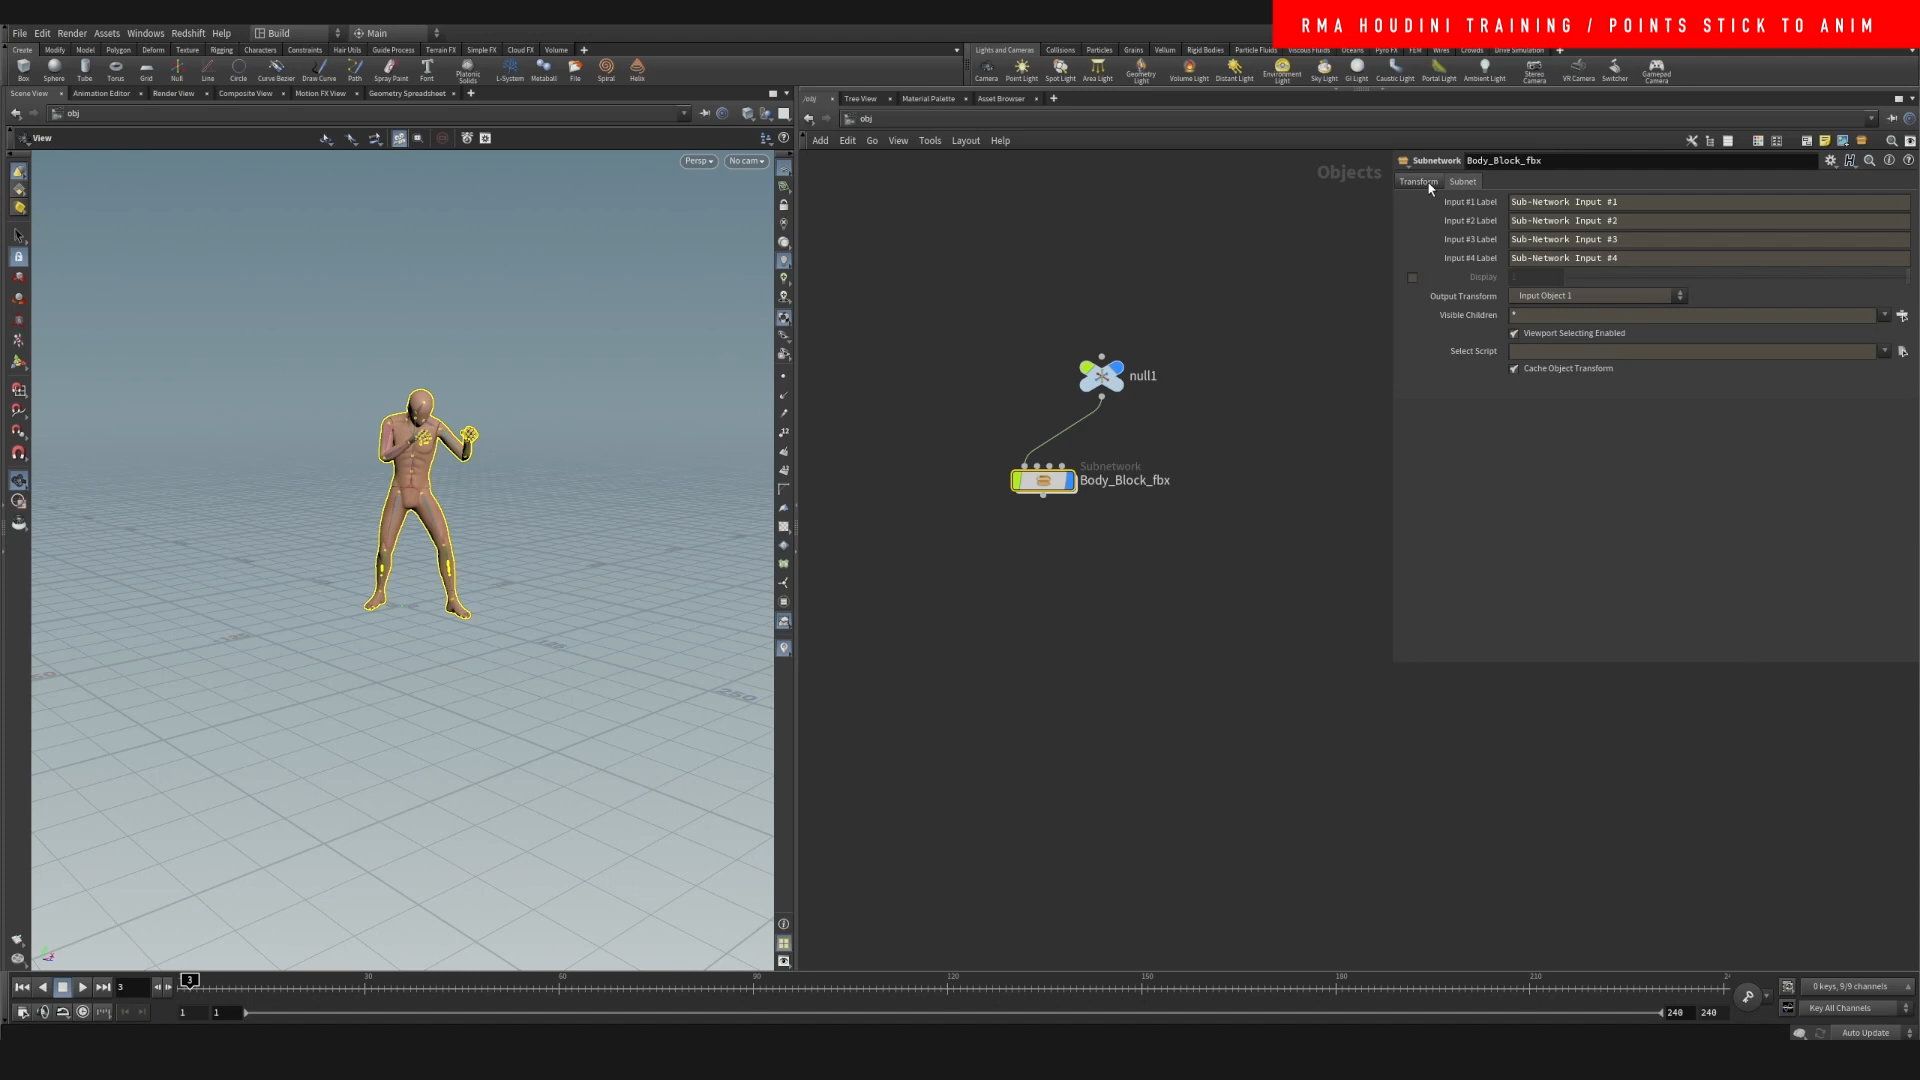 RMA HOUDINI TRAINING / POINTS STICK TO ANIM
File Edit Render Assets Windows Redshift Help Build Main
Create Modify Model Polygon Deform Texture Rigging Characters Constraints Hair Utils Guide Process Terrain FX Simple FX Cloud FX Volume
Lights and Cameras Collisions Particles Grains Vellum Rigid Bodies Particle Fluids Viscous Fluids Oceans Pyro FX FEM Wires Crowds Drive Simulation
Box Sphere Tube Torus Grid Null Line Circle Curve Bezier Draw Curve Path Spray Paint Font Platonic Solids L-System Metaball File Spiral Helix
Camera Point Light Spot Light Area Light Geometry Light Volume Light Distant Light Environment Light Sky Light GI Light Caustic Light Portal Light Ambient Light Stereo Camera VR Camera Switcher Gamepad Camera
Scene View Animation Editor Render View Composite View Motion FX View Geometry Spreadsheet
/obj Tree View Material Palette Asset Browser
obj
obj
View
Add Edit Go View Tools Layout Help
Persp No cam
Objects
Subnetwork Body_Block_fbx
Transform Subnet
Input #1 Label Sub-Network Input #1
Input #2 Label Sub-Network Input #2
Input #3 Label Sub-Network Input #3
Input #4 Label Sub-Network Input #4
Display
Output Transform Input Object 1
Visible Children *
Viewport Selecting Enabled
Select Script
Cache Object Transform
null1
Subnetwork
Body_Block_fbx
250
3 3 30 60 90 120 150 180 210
0 keys, 9/9 channels
Key All Channels
1 1 240 240
Auto Update